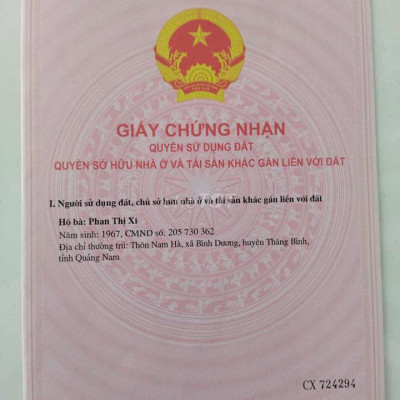 GIẤY CHỨNG NHẬN
QUYỀN SỬ DỤNG ĐẤT
QUYỀN SỞ HỮU NHÀ Ở VÀ TÀI SẢN KHÁC GẮN LIỀN VỚI ĐẤT
I. Người sử dụng đất, chủ sở hữu nhà ở và tài sản khác gắn liền với đất
Hộ bà: Phan Thị Xí
Năm sinh: 1967, CMND số: 205 730 362
Địa chỉ thường trú: Thôn Nam Hà, xã Bình Dương, huyện Thăng Bình,
tỉnh Quảng Nam
CX 724294